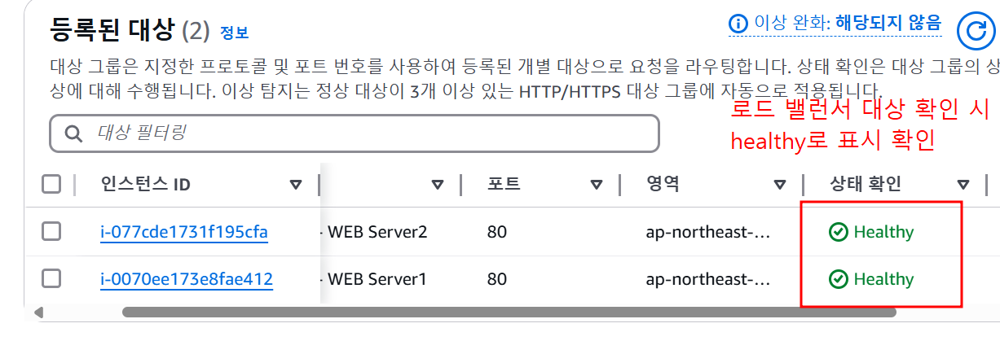 등록된 대상 (2) 정보
이상 완화: 해당되지 않음
대상 그룹은 지정한 프로토콜 및 포트 번호를 사용하여 등록된 개별 대상으로 요청을 라우팅합니다. 상태 확인은 대상 그룹의 상
상에 대해 수행됩니다. 이상 탐지는 정상 대상이 3개 이상 있는 HTTP/HTTPS 대상 그룹에 자동으로 적용됩니다.
로드 밸런서 대상 확인 시
healthy로 표시 확인
대상 필터링
인스턴스 ID 포트 영역 상태 확인
i-077cde1731f195cfa - WEB Server2 80 ap-northeast-... Healthy
i-0070ee173e8fae412 - WEB Server1 80 ap-northeast-... Healthy